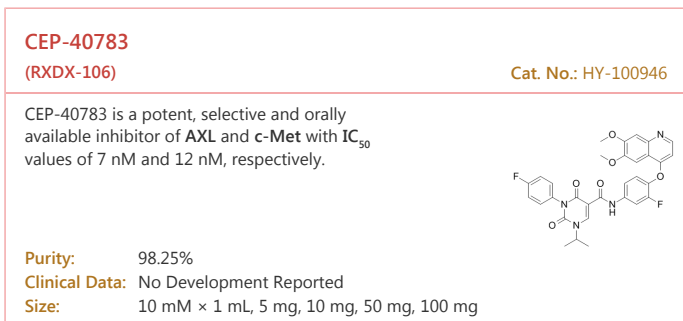 CEP-40783
(RXDX-106)
Cat. No.: HY-100946
CEP-40783 is a potent, selective and orally
available inhibitor of AXL and c-Met with IC50
values of 7 nM and 12 nM, respectively.
N
O
O
O
F
O
O
N
N
H
F
O
N
Purity: 98.25%
Clinical Data: No Development Reported
Size: 10 mM × 1 mL, 5 mg, 10 mg, 50 mg, 100 mg